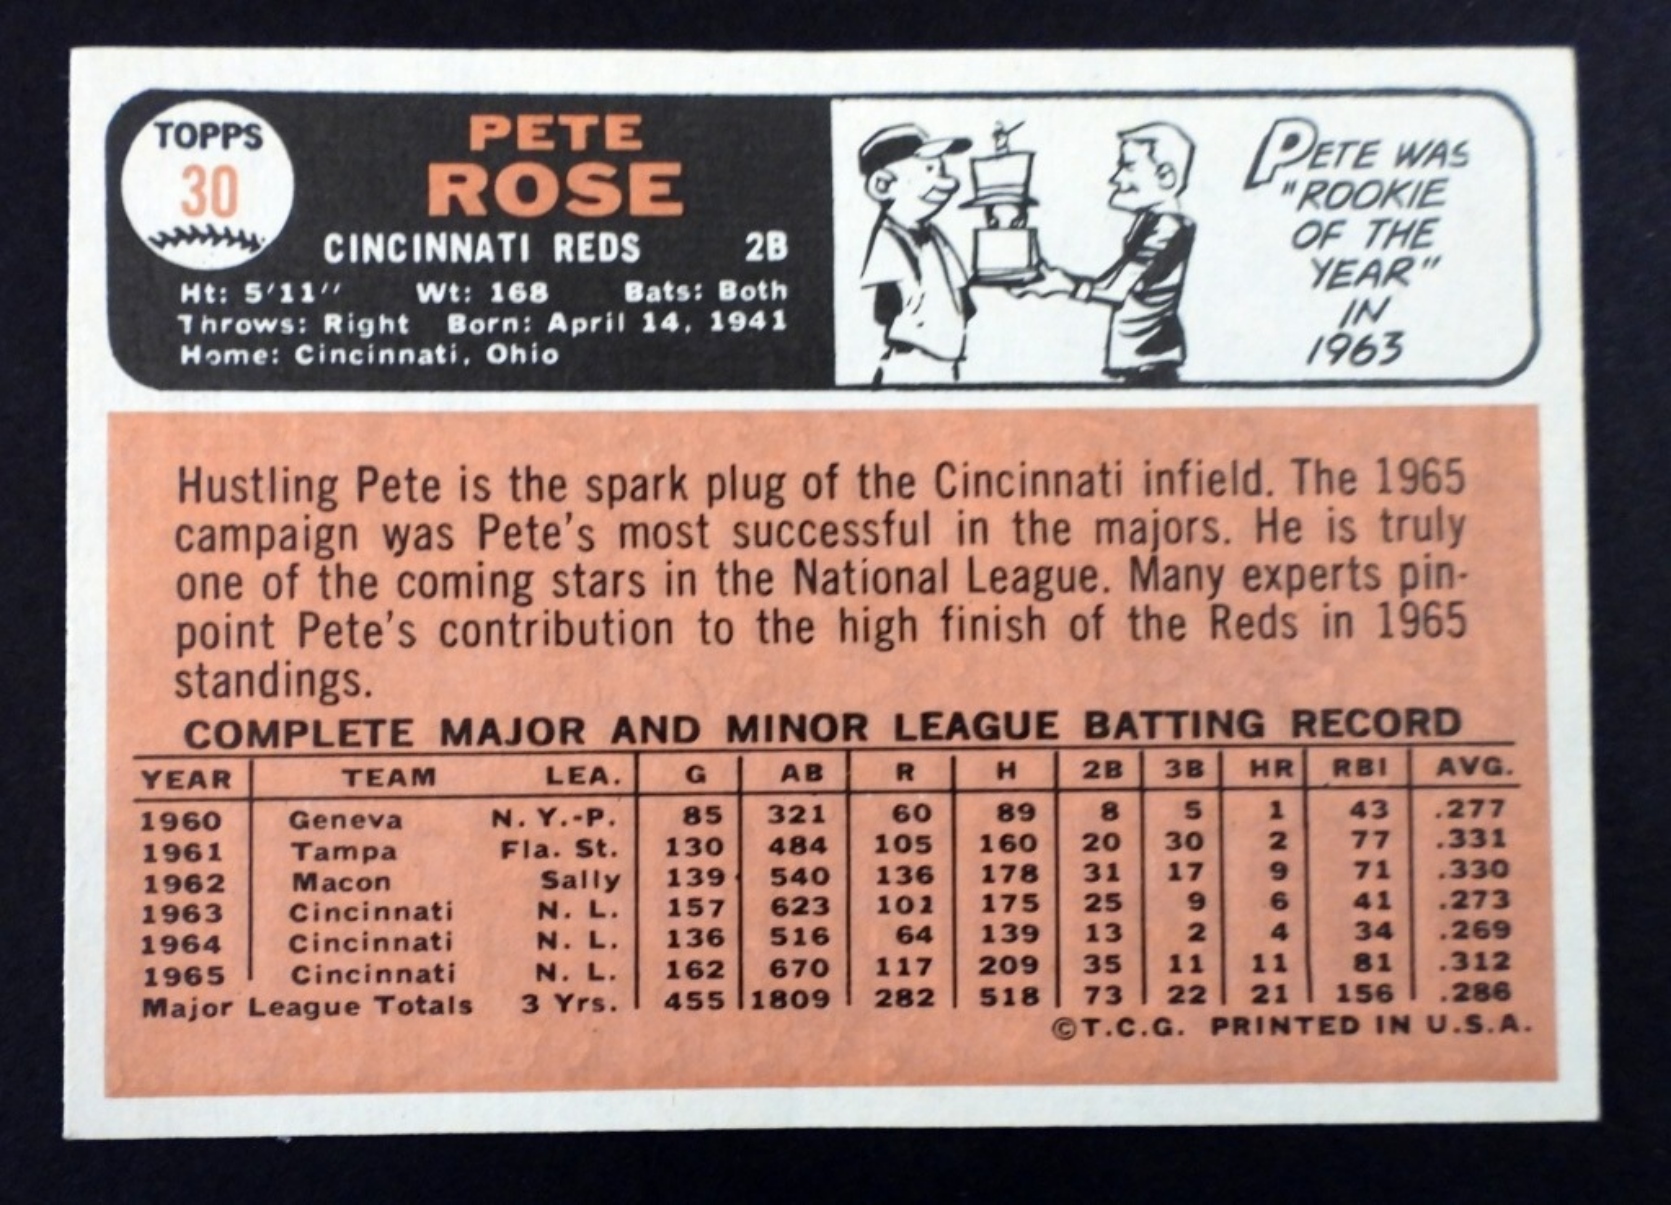 TOPPS
30
PETE
ROSE
CINCINNATI REDS 2B
Ht: 5'11" Wt: 168 Bats: Both
Throws: Right Born: April 14, 1941
Home: Cincinnati, Ohio
PETE WAS
"ROOKIE
OF THE
YEAR"
IN
1963
Hustling Pete is the spark plug of the Cincinnati infield. The 1965
campaign was Pete's most successful in the majors. He is truly
one of the coming stars in the National League. Many experts pin-
point Pete's contribution to the high finish of the Reds in 1965
standings.
COMPLETE MAJOR AND MINOR LEAGUE BATTING RECORD
YEAR TEAM LEA. G AB R H 2B 3B HR RBI AVG.
1960 Geneva N. Y.-P. 85 321 60 89 8 5 1 43 .277
1961 Tampa Fla. St. 130 484 105 160 20 30 2 77 .331
1962 Macon Sally 139 540 136 178 31 17 9 71 .330
1963 Cincinnati N. L. 157 623 101 175 25 9 6 41 .273
1964 Cincinnati N. L. 136 516 64 139 13 2 4 34 .269
1965 Cincinnati N. L. 162 670 117 209 35 11 11 81 .312
Major League Totals 3 Yrs. 455 1809 282 518 73 22 21 156 .286
©T.C.G. PRINTED IN U.S.A.